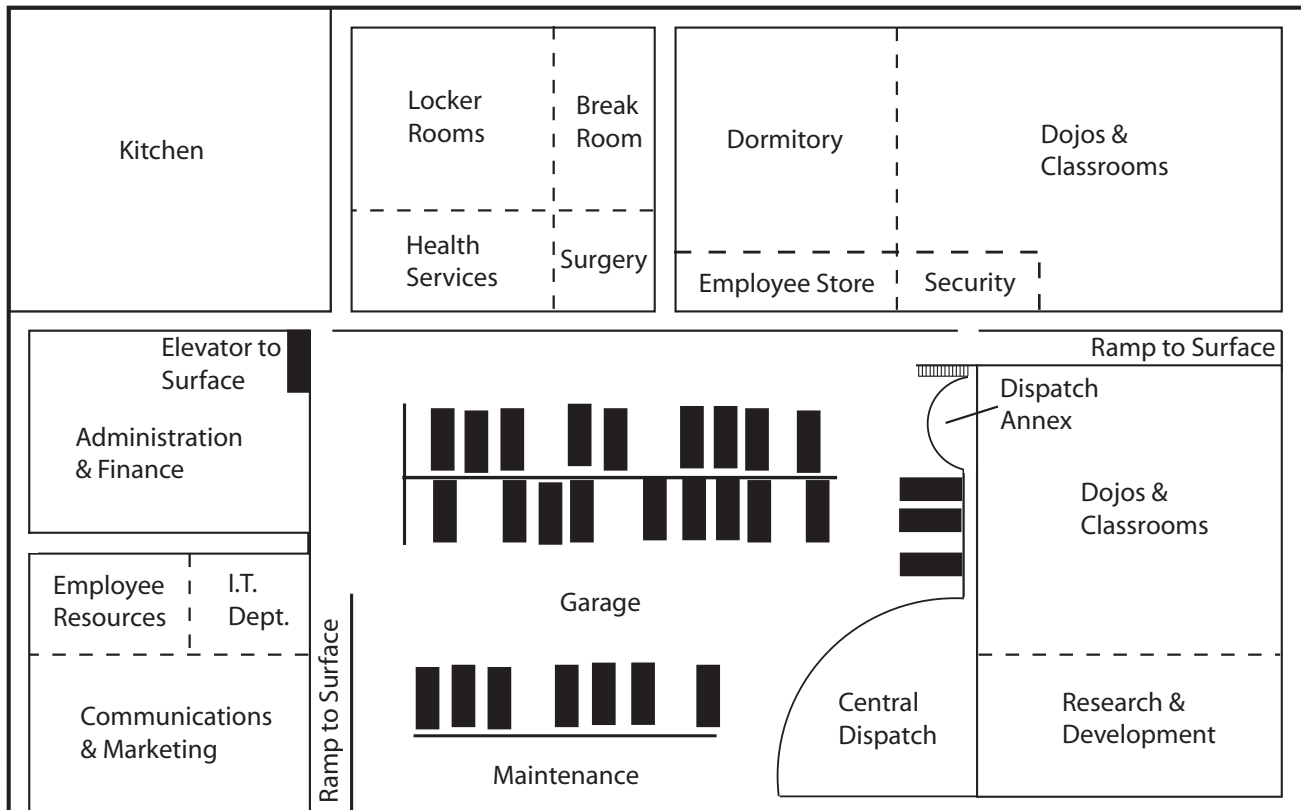 Kitchen
Locker
Rooms
Break
Room
Dormitory
Dojos &
Classrooms
Health
Services
Surgery
Employee Store
Security
Elevator to
Surface
Ramp to Surface
Administration
& Finance
Dispatch
Annex
Dojos &
Classrooms
Employee
Resources
I.T.
Dept.
Garage
Ramp to Surface
Communications
& Marketing
Central
Dispatch
Research &
Development
Maintenance